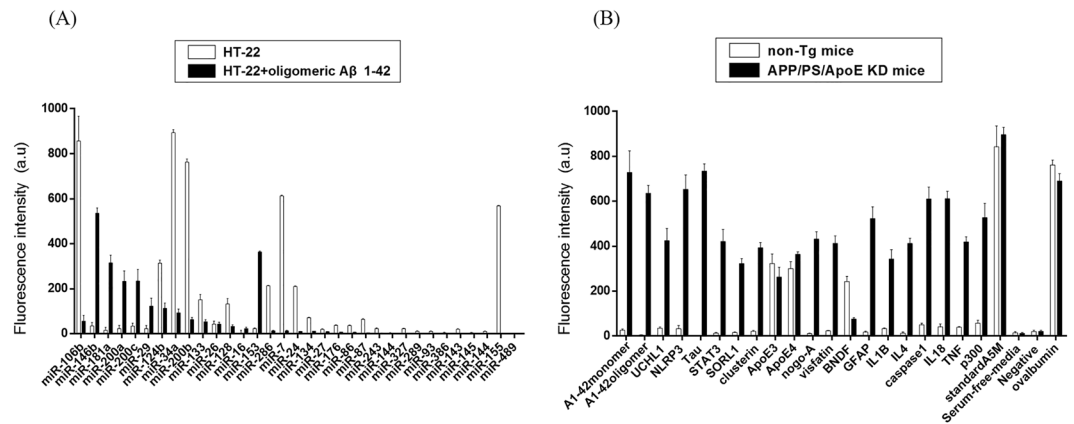 (A)
HT-22
HT-22+oligomeric Aβ 1-42
Fluorescence intensity (a.u)
1000
800
600
400
200
0
miR-106b
miR-146b
miR-181a
miR-200a
miR-200c
miR-29
miR-124b
miR-34a
miR-200b
miR-133
miR-26
miR-128
miR-16
miR-153
miR-286
miR-7
miR-24
miR-134
miR-27
miR-176
miR-86
miR-87
miR-243
miR-144
miR-27
miR-289
miR-93
miR-386
miR-143
miR-145
miR-144
miR-155
miR-489
(B)
non-Tg mice
APP/PS/ApoE KD mice
Fluorescence intensity (a.u)
1000
800
600
400
200
0
A1-42monomer
A1-42oligomer
UCHL1
NLRP3
Tau
STAT3
SORL1
clusterin
ApoE3
ApoE4
nogo-A
visfatin
BNDF
GFAP
IL1B
IL4
caspase1
IL18
TNF
p300
standardA5M
Serum-free-media
Negative
ovalbumin